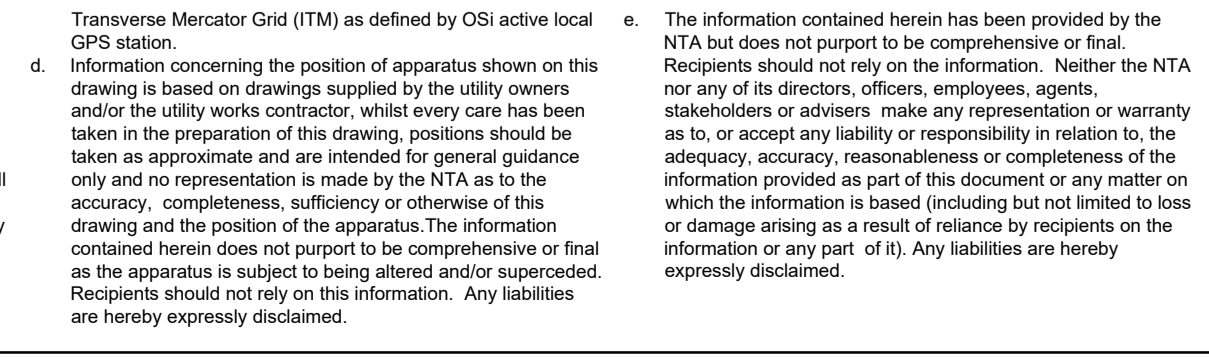 Transverse Mercator Grid (ITM) as defined by OSi active local
GPS station.
d. Information concerning the position of apparatus shown on this
drawing is based on drawings supplied by the utility owners
and/or the utility works contractor, whilst every care has been
taken in the preparation of this drawing, positions should be
taken as approximate and are intended for general guidance
only and no representation is made by the NTA as to the
accuracy, completeness, sufficiency or otherwise of this
drawing and the position of the apparatus.The information
contained herein does not purport to be comprehensive or final
as the apparatus is subject to being altered and/or superceded.
Recipients should not rely on this information. Any liabilities
are hereby expressly disclaimed.
e. The information contained herein has been provided by the
NTA but does not purport to be comprehensive or final.
Recipients should not rely on the information. Neither the NTA
nor any of its directors, officers, employees, agents,
stakeholders or advisers make any representation or warranty
as to, or accept any liability or responsibility in relation to, the
adequacy, accuracy, reasonableness or completeness of the
information provided as part of this document or any matter on
which the information is based (including but not limited to loss
or damage arising as a result of reliance by recipients on the
information or any part of it). Any liabilities are hereby
expressly disclaimed.